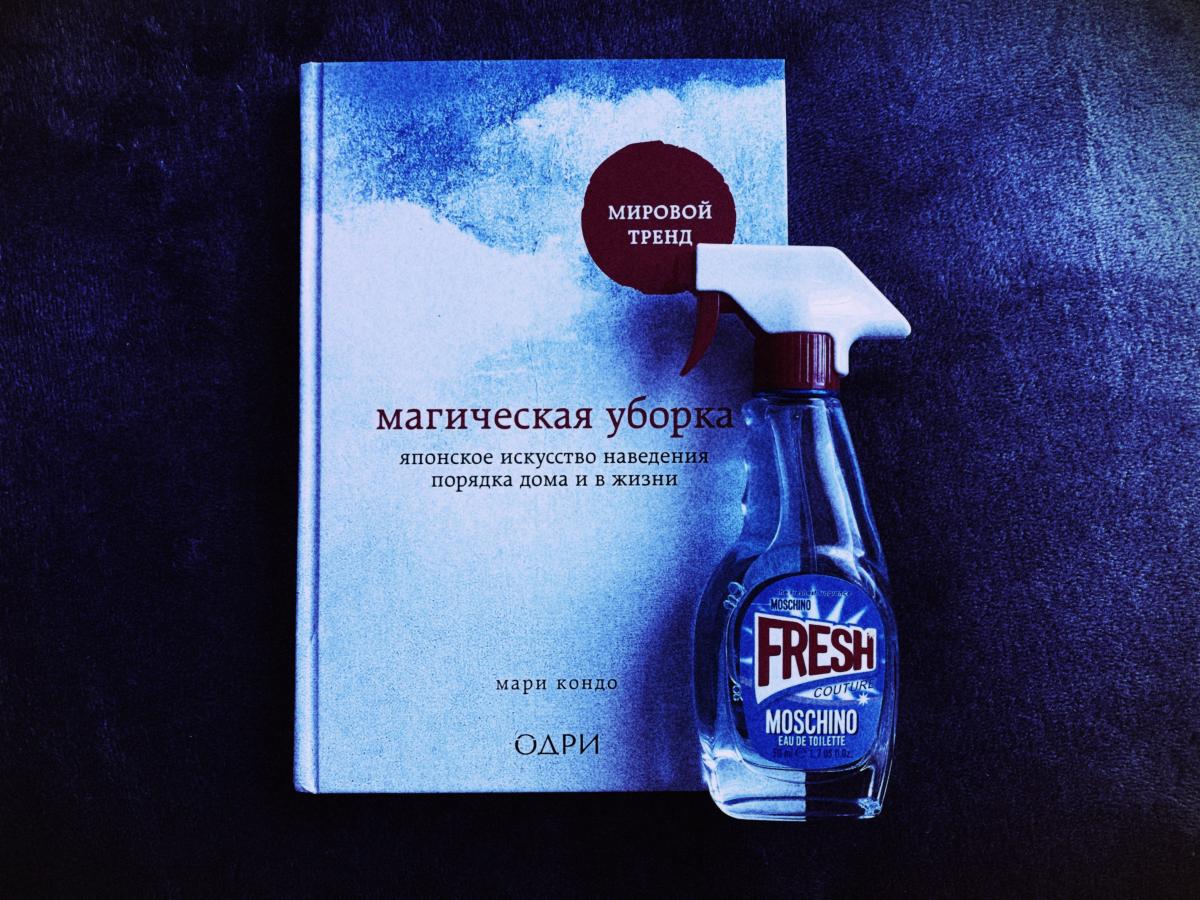 МИРОВОЙ
ТРЕНД
магическая уборка
японское искусство наведения
порядка дома и в жизни
мари кондо
ОДРИ
MOSCHINO
FRESH
COUTURE
MOSCHINO
EAU DE TOILETTE